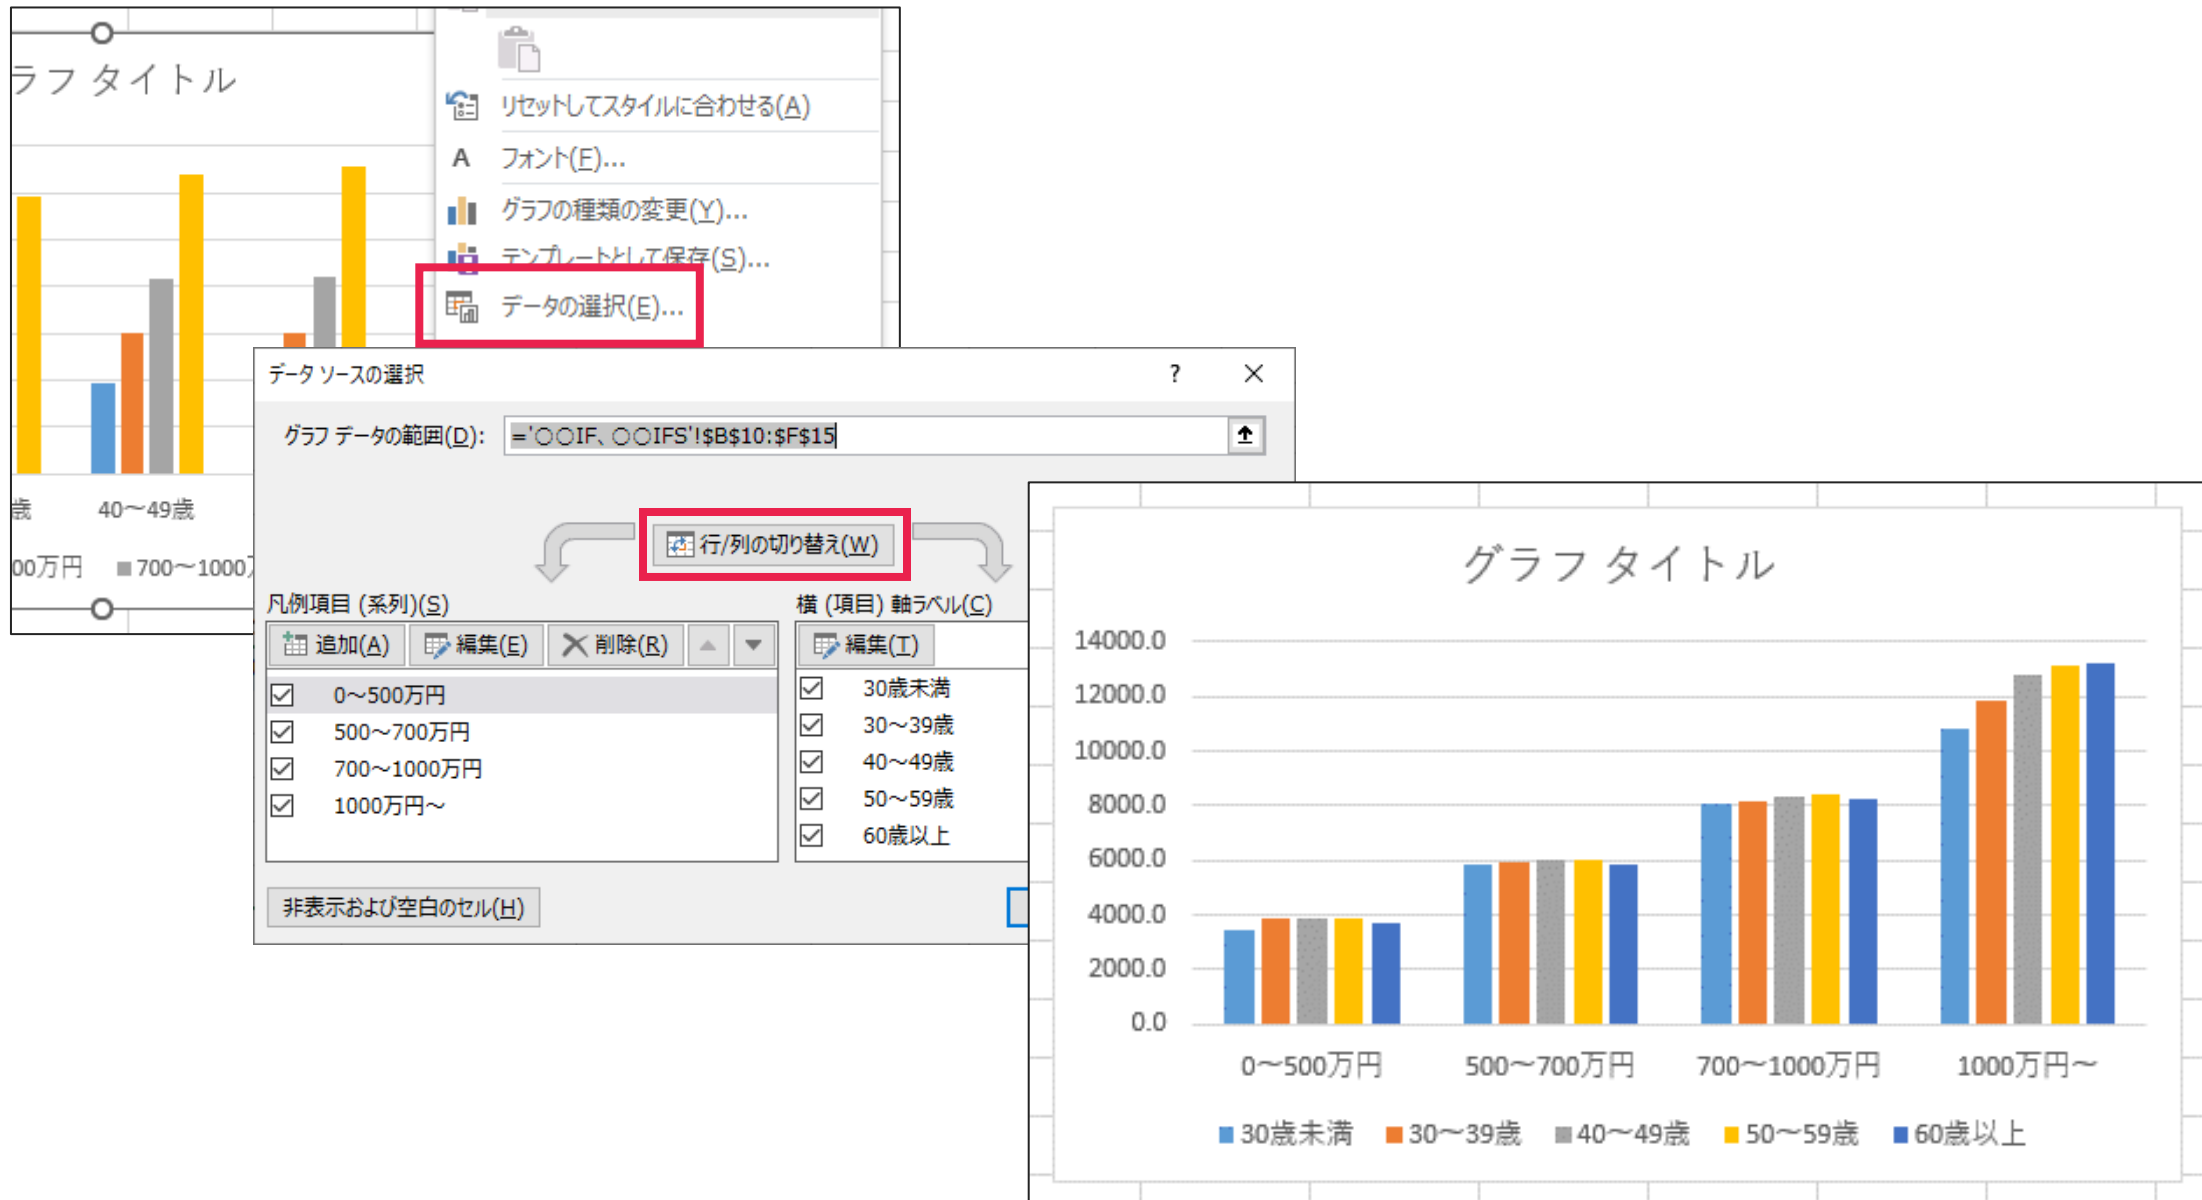 ラフ タイトル
40～49歳
歳
00万円 ■700～1000
リセットしてスタイルに合わせる(A)
A フォント(F)...
グラフの種類の変更(Y)...
テンプレートとして保存(S)...
データの選択(E)...
データ ソースの選択 ?
グラフ データの範囲(D): ='○○IF、○○IFS'!$B$10:$F$15
行/列の切り替え(W)
凡例項目 (系列)(S)
追加(A) 編集(E) 削除(R)
0～500万円
500～700万円
700～1000万円
1000万円～
横 (項目) 軸ラベル(C)
編集(T)
30歳未満
30～39歳
40～49歳
50～59歳
60歳以上
非表示および空白のセル(H)
グラフ タイトル
14000.0
12000.0
10000.0
8000.0
6000.0
4000.0
2000.0
0.0
0～500万円 500～700万円 700～1000万円 1000万円～
■30歳未満 ■30～39歳 ■40～49歳 ■50～59歳 ■60歳以上